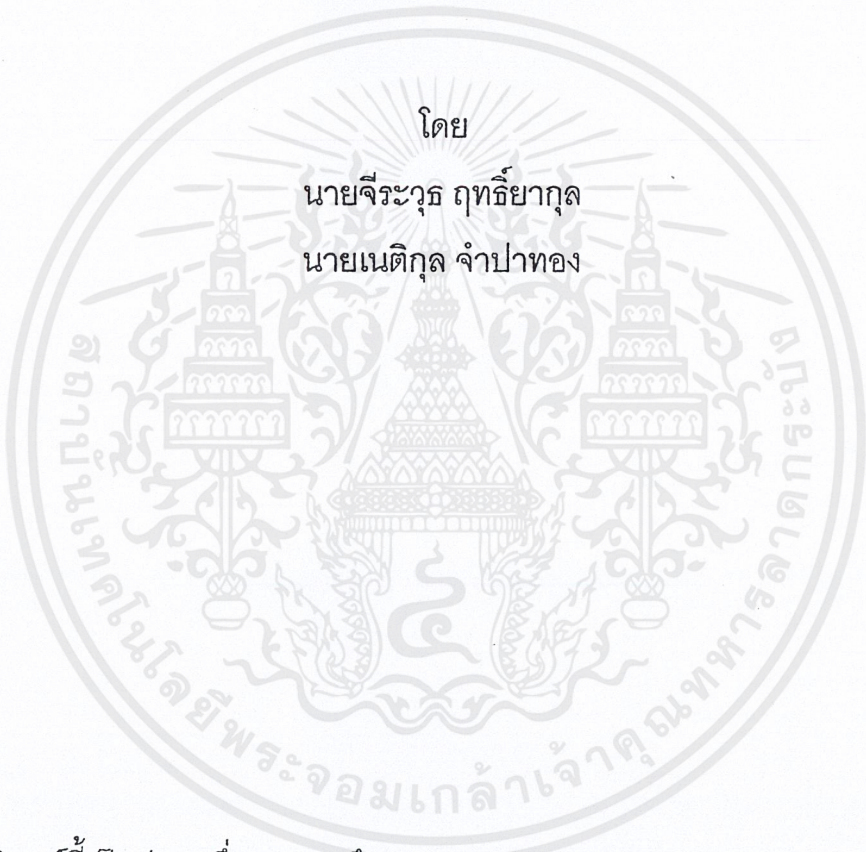 โดย
นายจีระวุธ ฤทธิ์ยากุล
นายเนติกุล จำปาทอง
สถาบันเทคโนโลยีพระจอมเกล้าเจ้าคุณทหารลาดกระบัง
๔